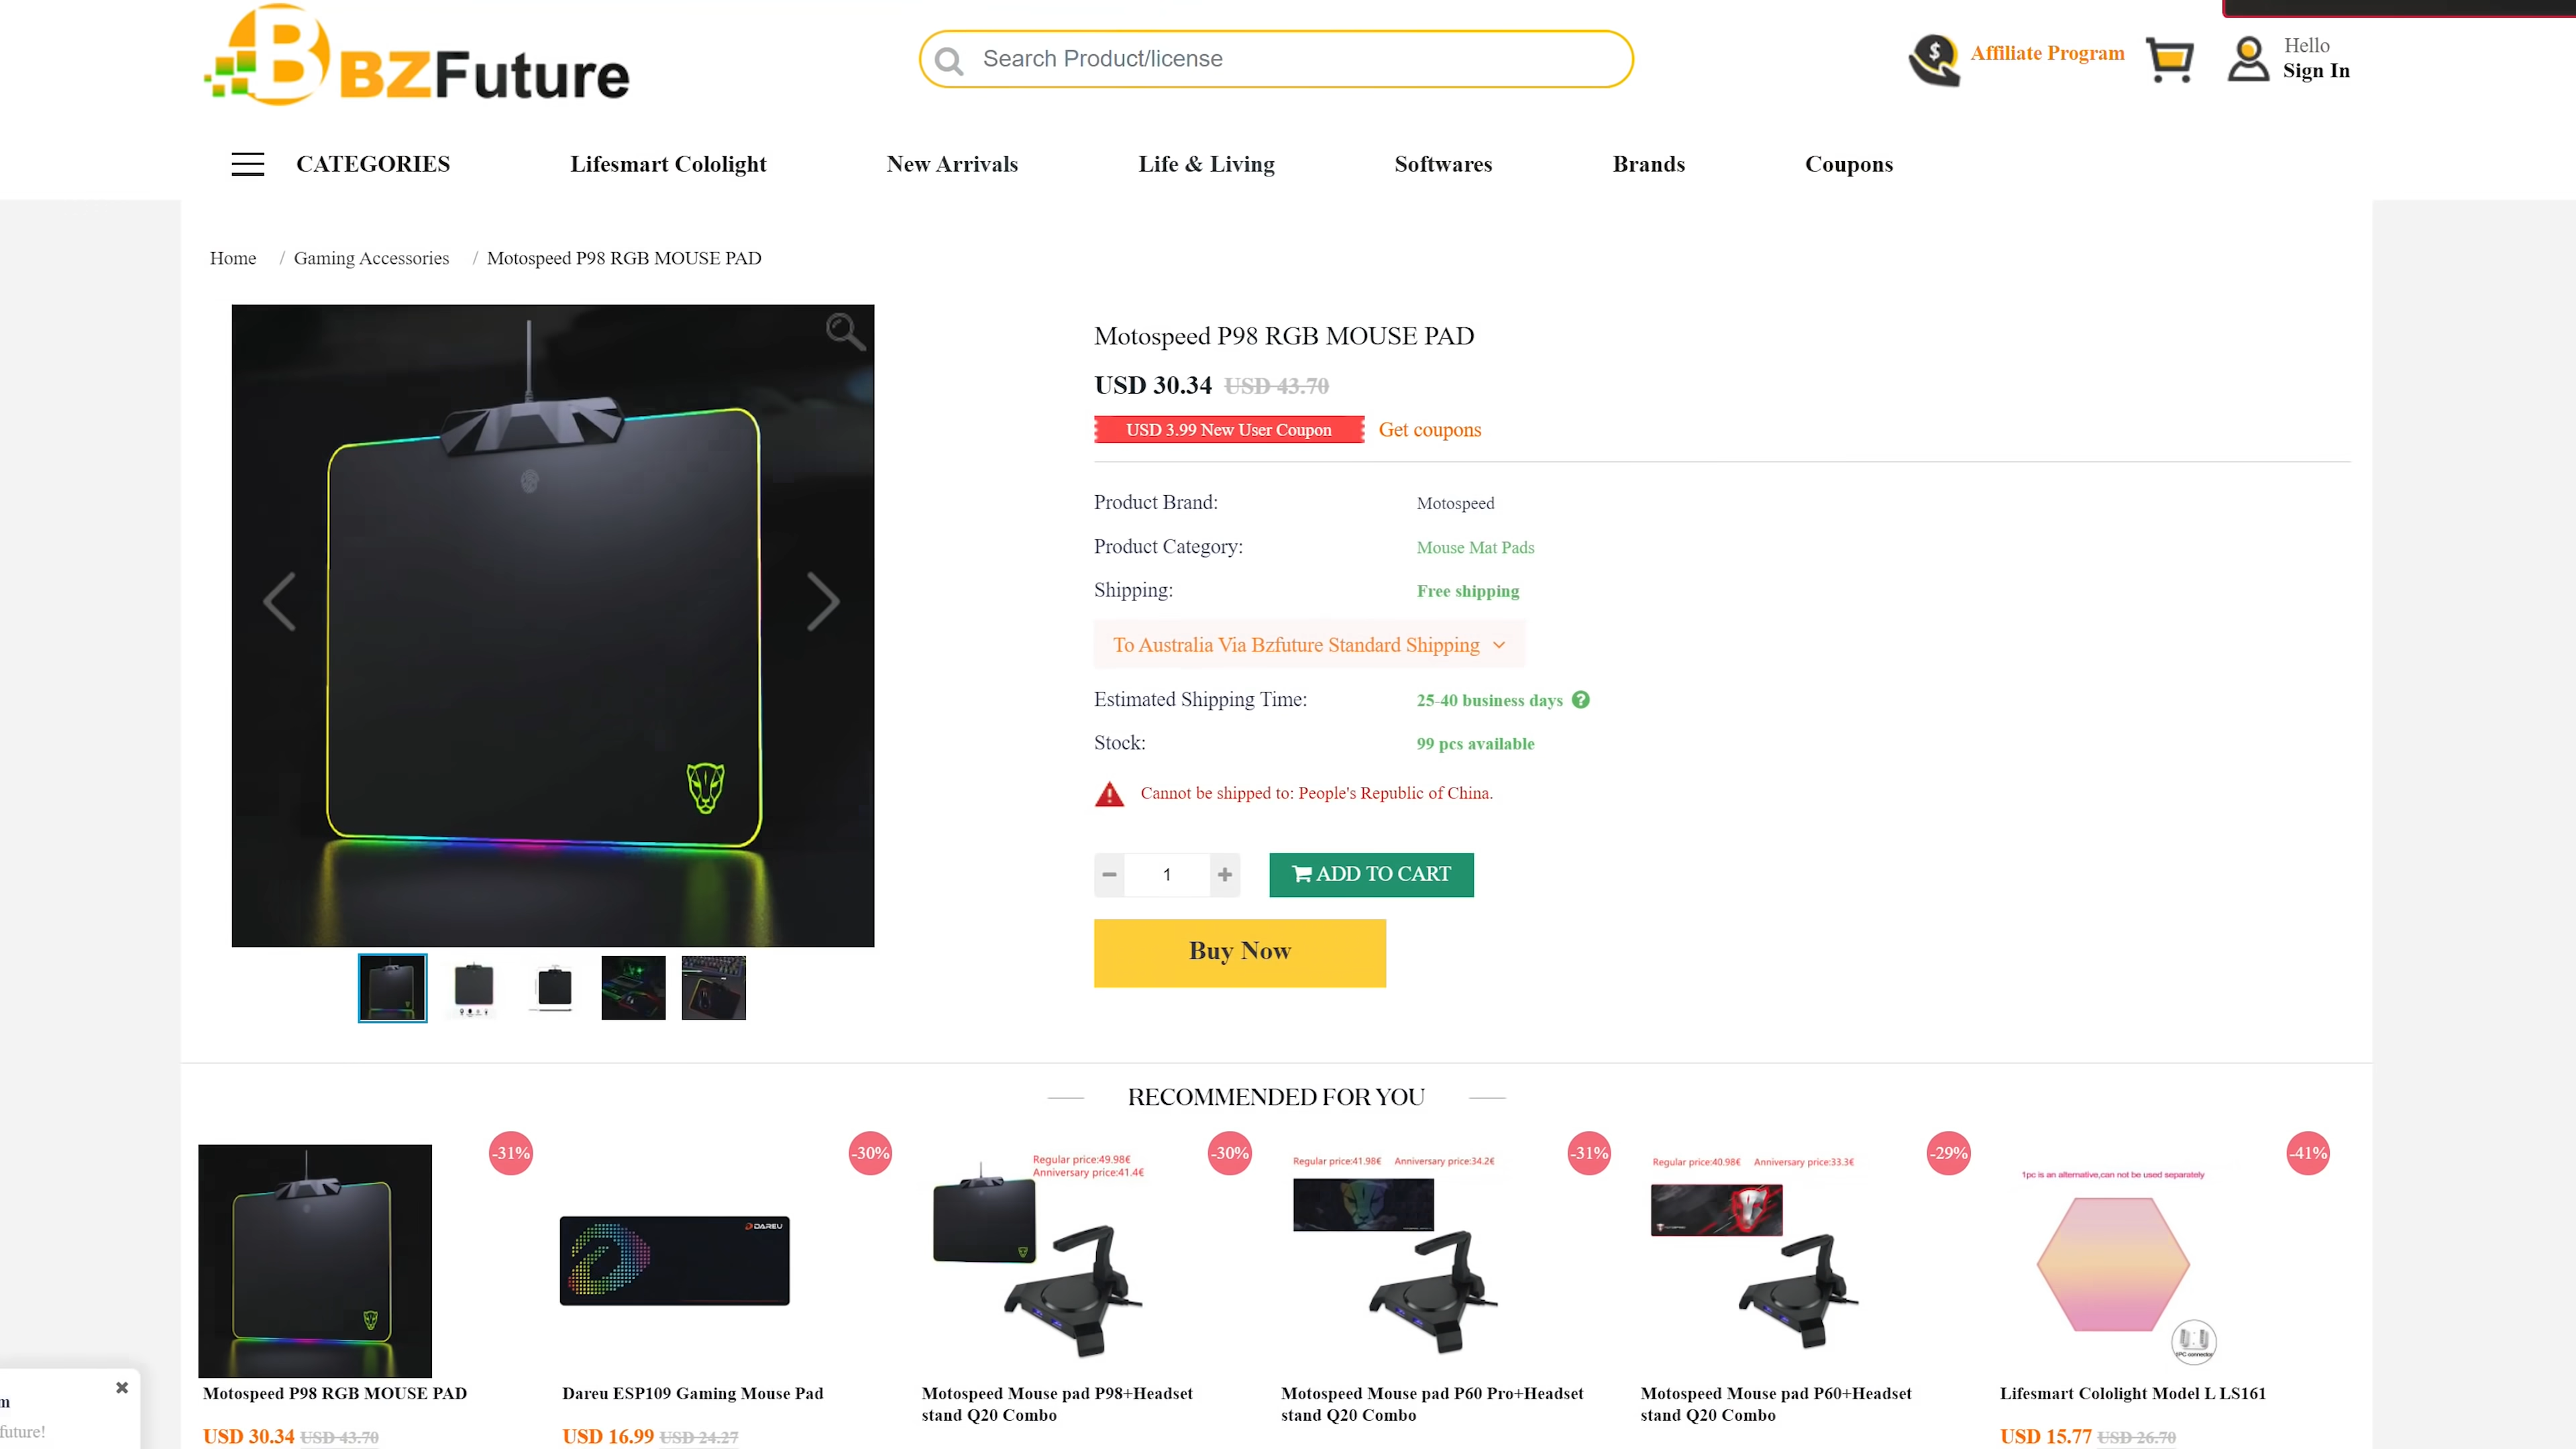 BZFuture
Search Product/license
Affiliate Program
Hello
Sign In
CATEGORIES
Lifesmart Cololight
New Arrivals
Life & Living
Softwares
Brands
Coupons
Home / Gaming Accessories / Motospeed P98 RGB MOUSE PAD
Motospeed P98 RGB MOUSE PAD
USD 30.34 USD 43.70
USD 3.99 New User Coupon Get coupons
Product Brand: Motospeed
Product Category: Mouse Mat Pads
Shipping: Free shipping
To Australia Via Bzfuture Standard Shipping
Estimated Shipping Time: 25-40 business days ?
Stock: 99 pcs available
Cannot be shipped to: People's Republic of China.
1
ADD TO CART
Buy Now
RECOMMENDED FOR YOU
-31%
Motospeed P98 RGB MOUSE PAD
USD 30.34 USD 43.70
-30%
DAREU
Dareu ESP109 Gaming Mouse Pad
USD 16.99 USD 24.27
-30%
Regular price:49.98€
Anniversary price:41.4€
Motospeed Mouse pad P98+Headset
stand Q20 Combo
-31%
Regular price:41.98€ Anniversary price:34.2€
Motospeed Mouse pad P60 Pro+Headset
stand Q20 Combo
-29%
Regular price:40.98€ Anniversary price:33.3€
Motospeed Mouse pad P60+Headset
stand Q20 Combo
-41%
1pc is an alternative,can not be used separately
1PC connector
Lifesmart Cololight Model L LS161
USD 15.77 USD 26.70
future!